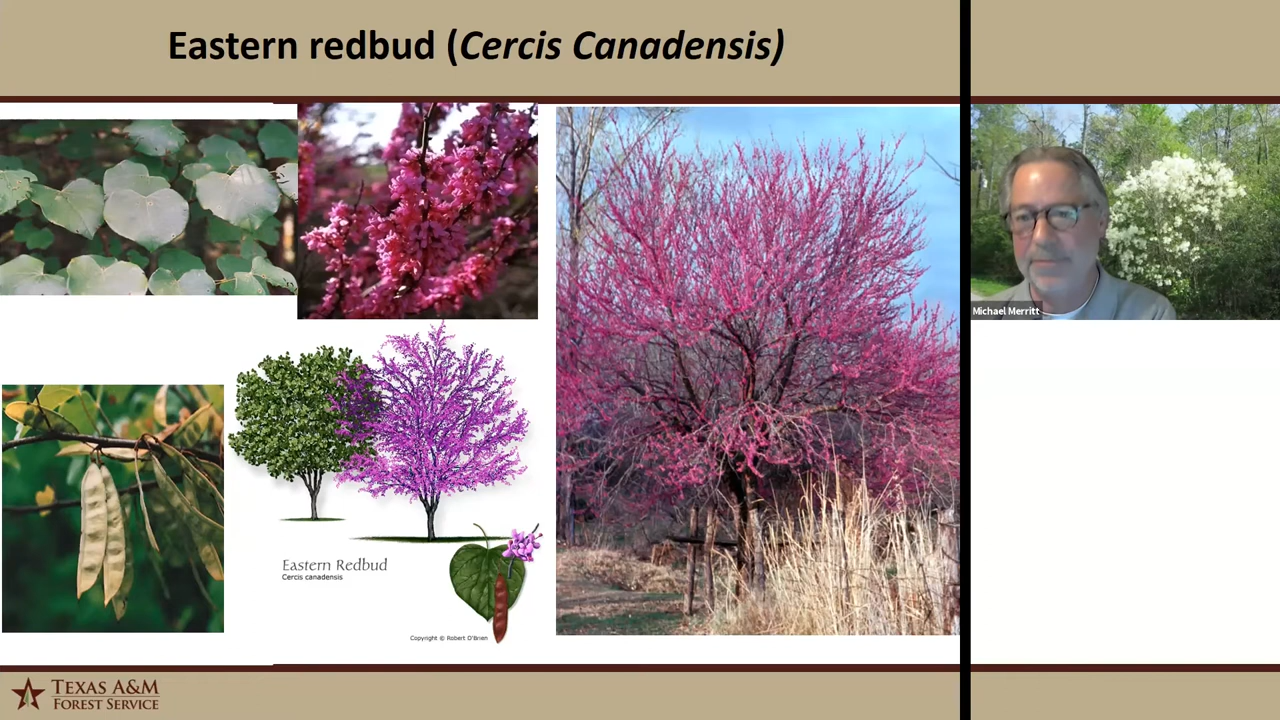 Eastern redbud (Cercis Canadensis)
Michael Merritt
Eastern Redbud
Cercis canadensis
Copyright © Robert O'Brien
TEXAS A&M
FOREST SERVICE